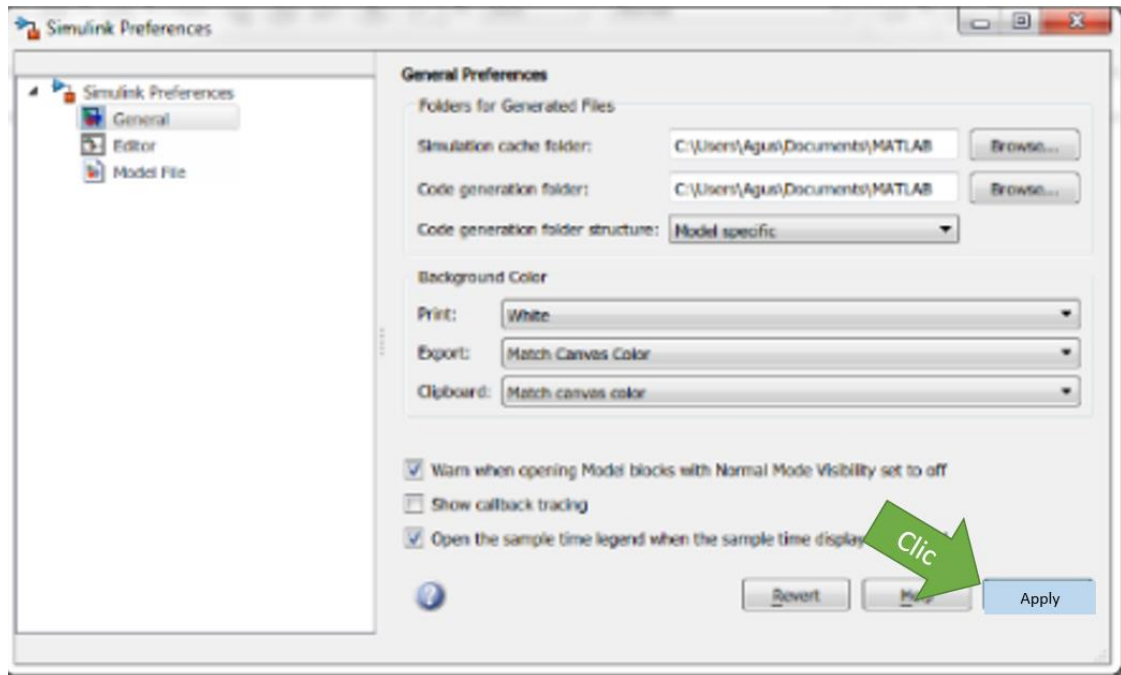 Simulink Preferences
Simulink Preferences
General
Editor
Model File
General Preferences
Folders for Generated Files
Simulation cache folder: C:\Users\Agus\Documents\MATLAB Browse...
Code generation folder: C:\Users\Agus\Documents\MATLAB Browse...
Code generation folder structure: Model specific
Background Color
Print: White
Export: Match Canvas Color
Clipboard: Match canvas color
Warn when opening Model blocks with Normal Mode Visibility set to off
Show callback tracing
Open the sample time legend when the sample time display
Clic
Revert Help Apply